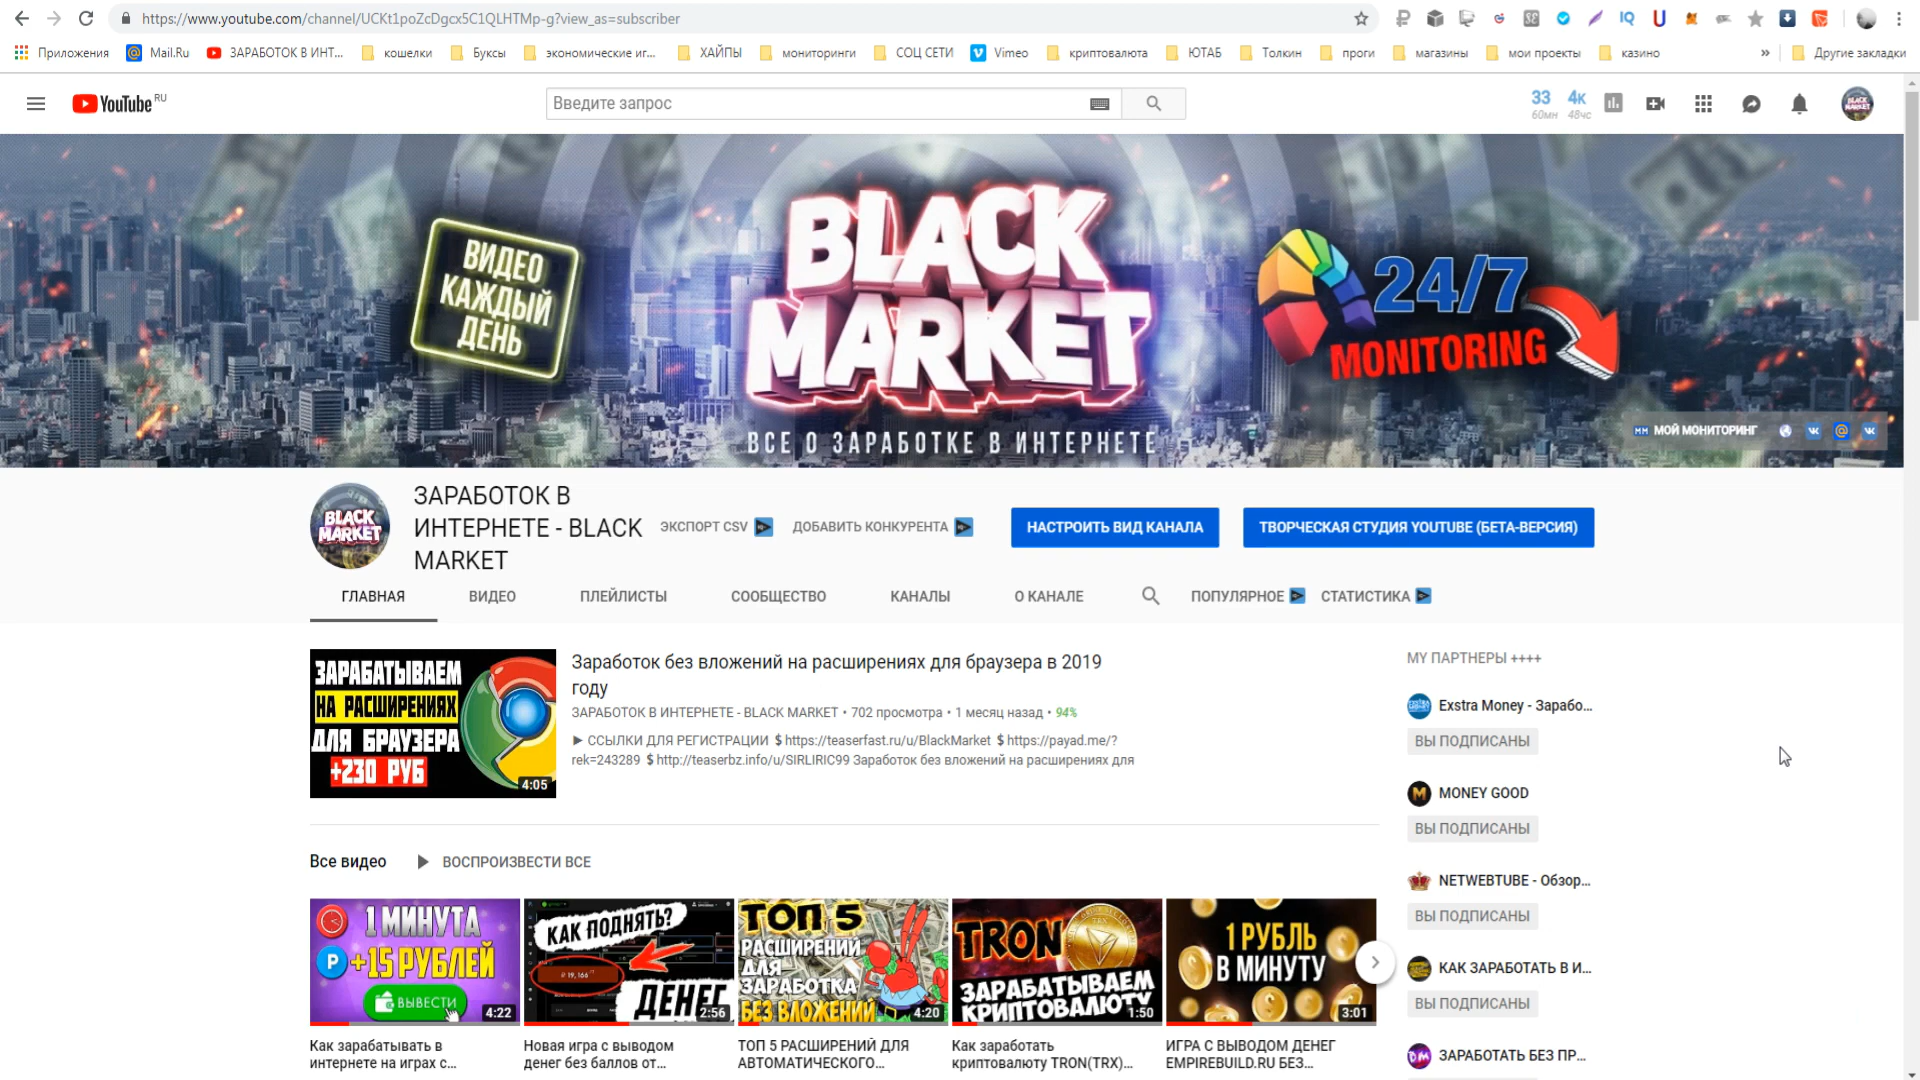 https://www.youtube.com/channel/UCKt1poZcDgcx5C1QLHTMp-g?view_as=subscriber
Приложения Mail.Ru ЗАРАБОТОК В ИНТ... кошелки Буксы экономические иг... ХАЙПЫ мониторинги СОЦ СЕТИ Vimeo криптовалюта ЮТАБ Толкин проги магазины мои проекты казино » Другие закладки
YouTube RU
Введите запрос
33 4к
60мн 48чс
ВИДЕО
КАЖДЫЙ
ДЕНЬ
BLACK
MARKET
24/7
MONITORING
ВСЕ О ЗАРАБОТКЕ В ИНТЕРНЕТЕ
ММ МОЙ МОНИТОРИНГ
BLACK
MARKET
ЗАРАБОТОК В
ИНТЕРНЕТЕ - BLACK
MARKET
ЭКСПОРТ CSV ДОБАВИТЬ КОНКУРЕНТА
НАСТРОИТЬ ВИД КАНАЛА
ТВОРЧЕСКАЯ СТУДИЯ YOUTUBE (БЕТА-ВЕРСИЯ)
ГЛАВНАЯ ВИДЕО ПЛЕЙЛИСТЫ СООБЩЕСТВО КАНАЛЫ О КАНАЛЕ ПОПУЛЯРНОЕ СТАТИСТИКА
ЗАРАБАТЫВАЕМ
НА РАСШИРЕНИЯХ
ДЛЯ БРАУЗЕРА
+230 РУБ
4:05
Заработок без вложений на расширениях для браузера в 2019
году
ЗАРАБОТОК В ИНТЕРНЕТЕ - BLACK MARKET • 702 просмотра • 1 месяц назад • 94%
► ССЫЛКИ ДЛЯ РЕГИСТРАЦИИ $ https://teaserfast.ru/u/BlackMarket $ https://payad.me/?
rek=243289 $ http://teaserbz.info/u/SIRLIRIC99 Заработок без вложений на расширениях для
MY ПАРТНЕРЫ ++++
Exstra Money - Зарабо...
ВЫ ПОДПИСАНЫ
MONEY GOOD
ВЫ ПОДПИСАНЫ
NETWEBTUBE - Обзор...
ВЫ ПОДПИСАНЫ
КАК ЗАРАБОТАТЬ В И...
ВЫ ПОДПИСАНЫ
ЗАРАБОТАТЬ БЕЗ ПР...
Все видео ВОСПРОИЗВЕСТИ ВСЕ
1 МИНУТА
+15 РУБЛЕЙ
ВЫВЕСТИ
4:22
Как зарабатывать в
интернете на играх с...
КАК ПОДНЯТЬ?
₽ 19,166
ДЕНЕГ
2:56
Новая игра с выводом
денег без баллов от...
ТОП 5
РАСШИРЕНИЙ
ДЛЯ
ЗАРАБОТКА
БЕЗ ВЛОЖЕНИЙ
4:20
ТОП 5 РАСШИРЕНИЙ ДЛЯ
АВТОМАТИЧЕСКОГО...
TRON
ЗАРАБАТЫВАЕМ
КРИПТОВАЛЮТУ
1:50
Как заработать
криптовалюту TRON(TRX)...
1 РУБЛЬ
В МИНУТУ
3:01
ИГРА С ВЫВОДОМ ДЕНЕГ
EMPIREBUILD.RU БЕЗ...